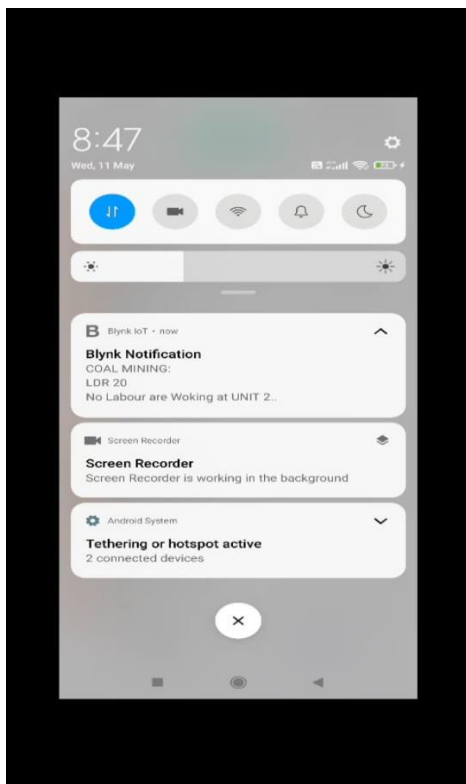 8:47
Wed, 11 May
B Blynk IoT • now
Blynk Notification
COAL MINING:
LDR 20
No Labour are Woking at UNIT 2..
Screen Recorder
Screen Recorder
Screen Recorder is working in the background
Android System
Tethering or hotspot active
2 connected devices